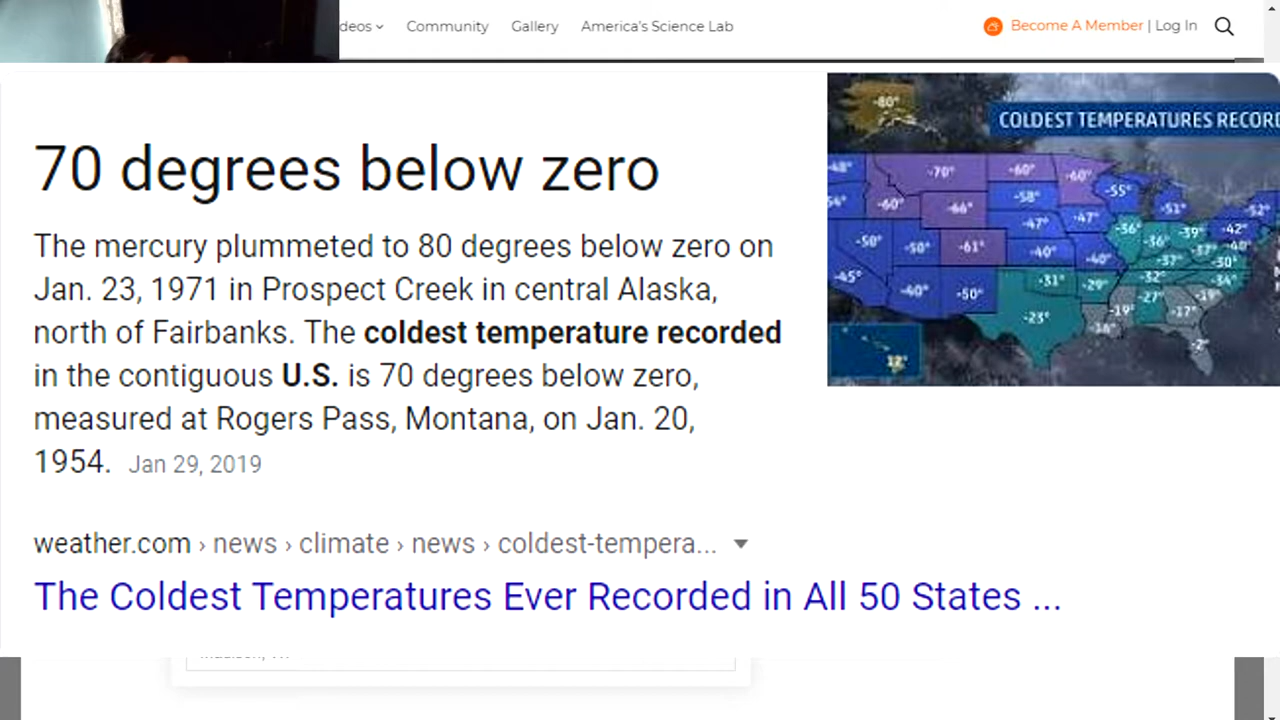 deos Community Gallery America's Science Lab Become A Member | Log In
70 degrees below zero
The mercury plummeted to 80 degrees below zero on
Jan. 23, 1971 in Prospect Creek in central Alaska,
north of Fairbanks. The coldest temperature recorded
in the contiguous U.S. is 70 degrees below zero,
measured at Rogers Pass, Montana, on Jan. 20,
1954. Jan 29, 2019
weather.com › news › climate › news › coldest-tempera...
The Coldest Temperatures Ever Recorded in All 50 States ...
-80°
COLDEST TEMPERATURES RECORD
-48° -70° -60° -60° -55°
54° -60° -66° -58° -51° -52°
-50° -50° -61° -47° -47° -36° -36° -39° -42°
-45° -40° -50° -40° -40° -37° -37° -40° -30°
-31° -29° -32° -34°
-23° -19° -27° -17° -19°
-16° -2°
12°